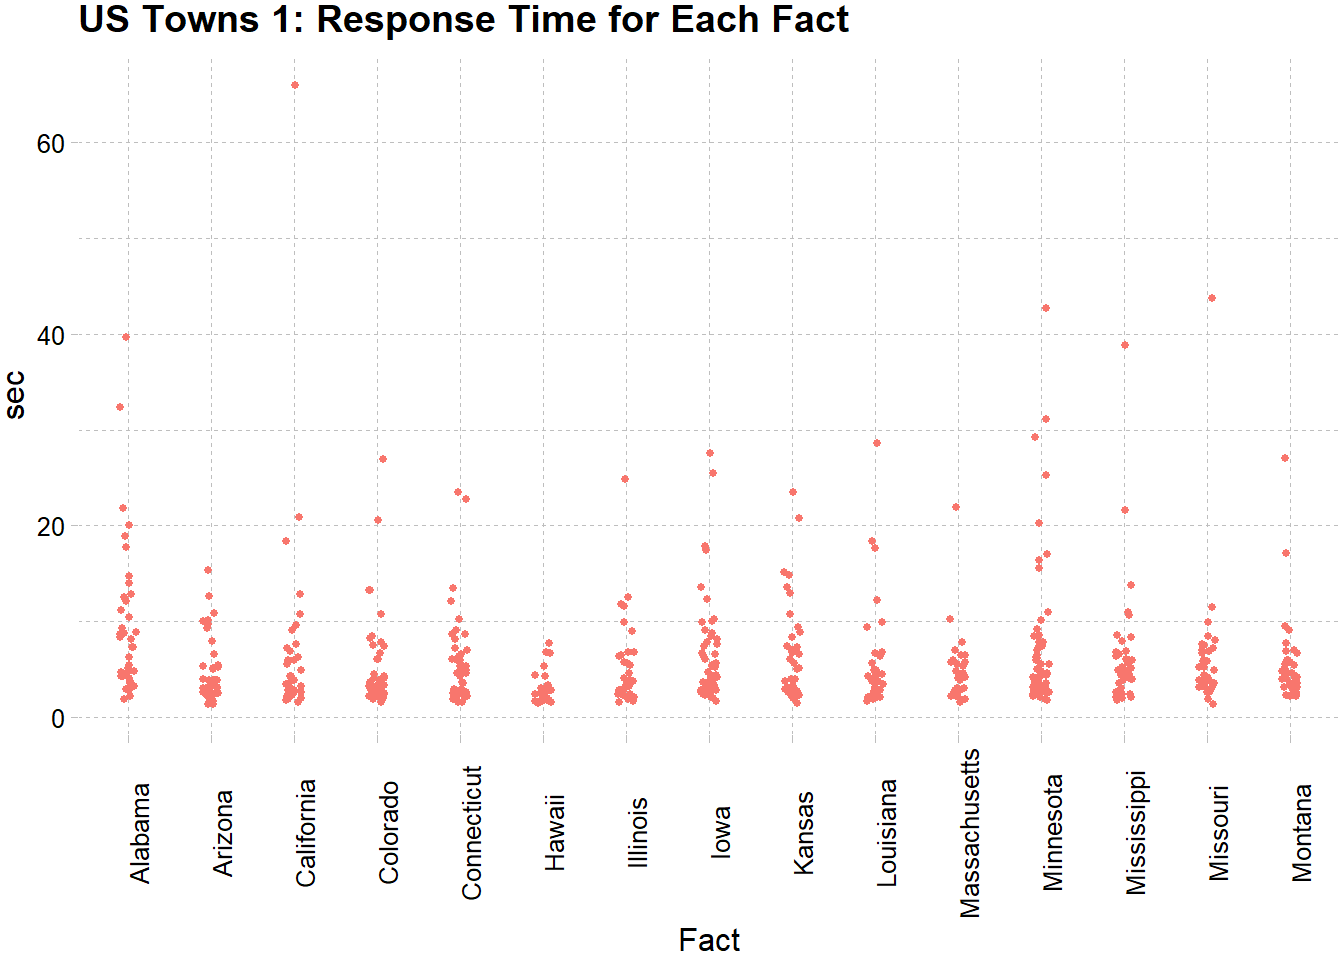 US Towns 1: Response Time for Each Fact
60
40
20
0
sec
Alabama
Arizona
California
Colorado
Connecticut
Hawaii
Illinois
Iowa
Kansas
Louisiana
Massachusetts
Minnesota
Mississippi
Missouri
Montana
Fact